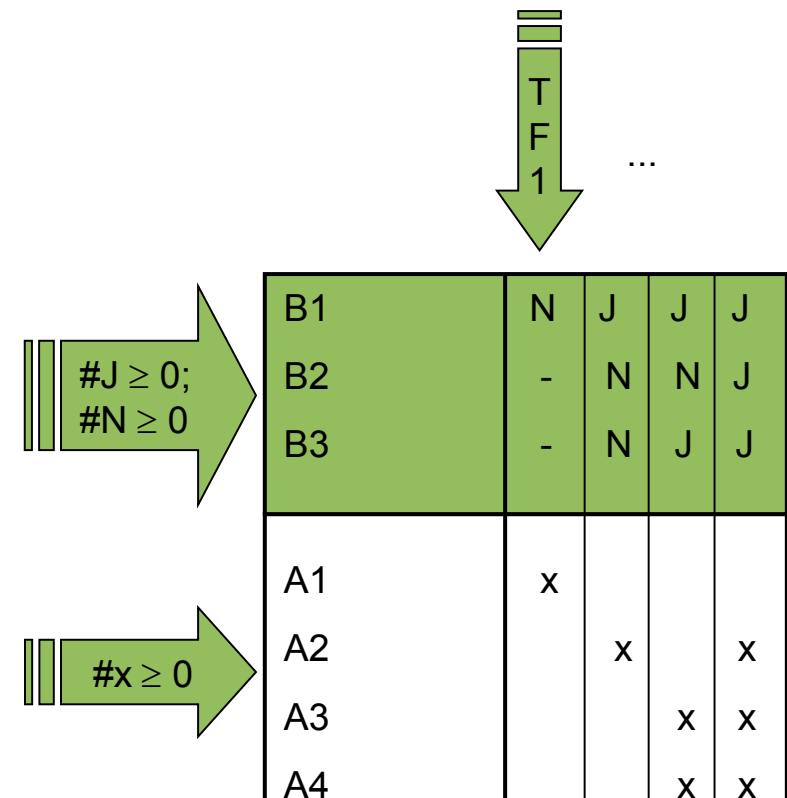 T
F
1
...
#J ≥ 0;
#N ≥ 0
B1 N J J J
B2 - N N J
B3 - N J J
#x ≥ 0
A1 x
A2 x x
A3 x x
A4 x x